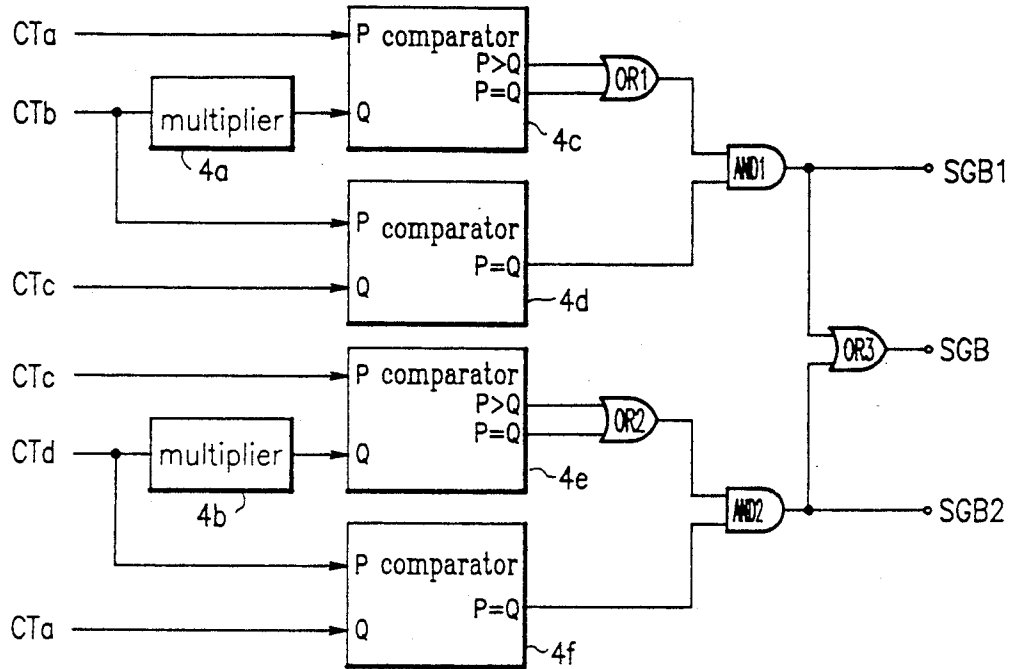 CTa
P comparator
P>Q
P=Q
OR1
CTb
multiplier
Q
4a
4c
AND1
SGB1
P comparator
P=Q
CTc
Q
4d
OR3
SGB
CTc
P comparator
P>Q
P=Q
OR2
CTd
multiplier
Q
4b
4e
AND2
SGB2
P comparator
P=Q
CTa
Q
4f